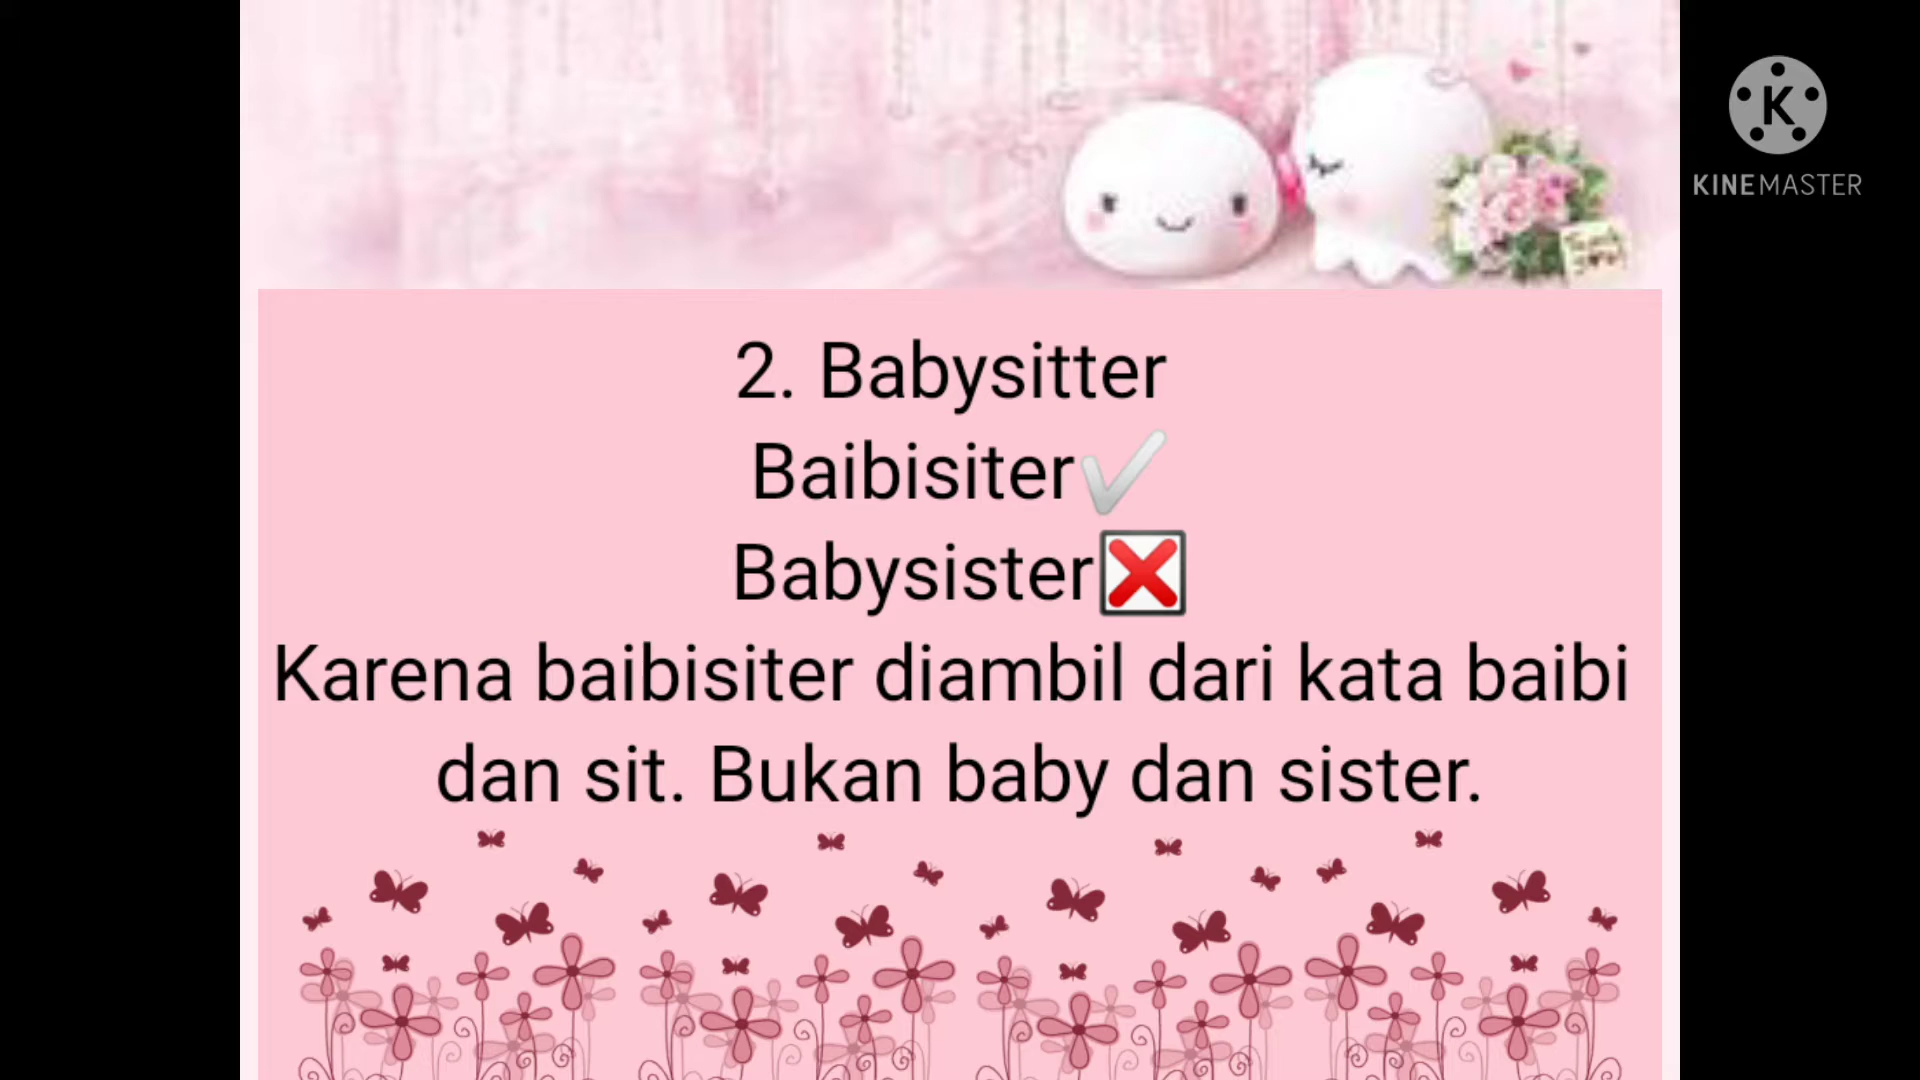 2. Babysitter
Baibisiter✔
Babysister❎
Karena baibisiter diambil dari kata baibi
dan sit. Bukan baby dan sister.
K
KINEMASTER